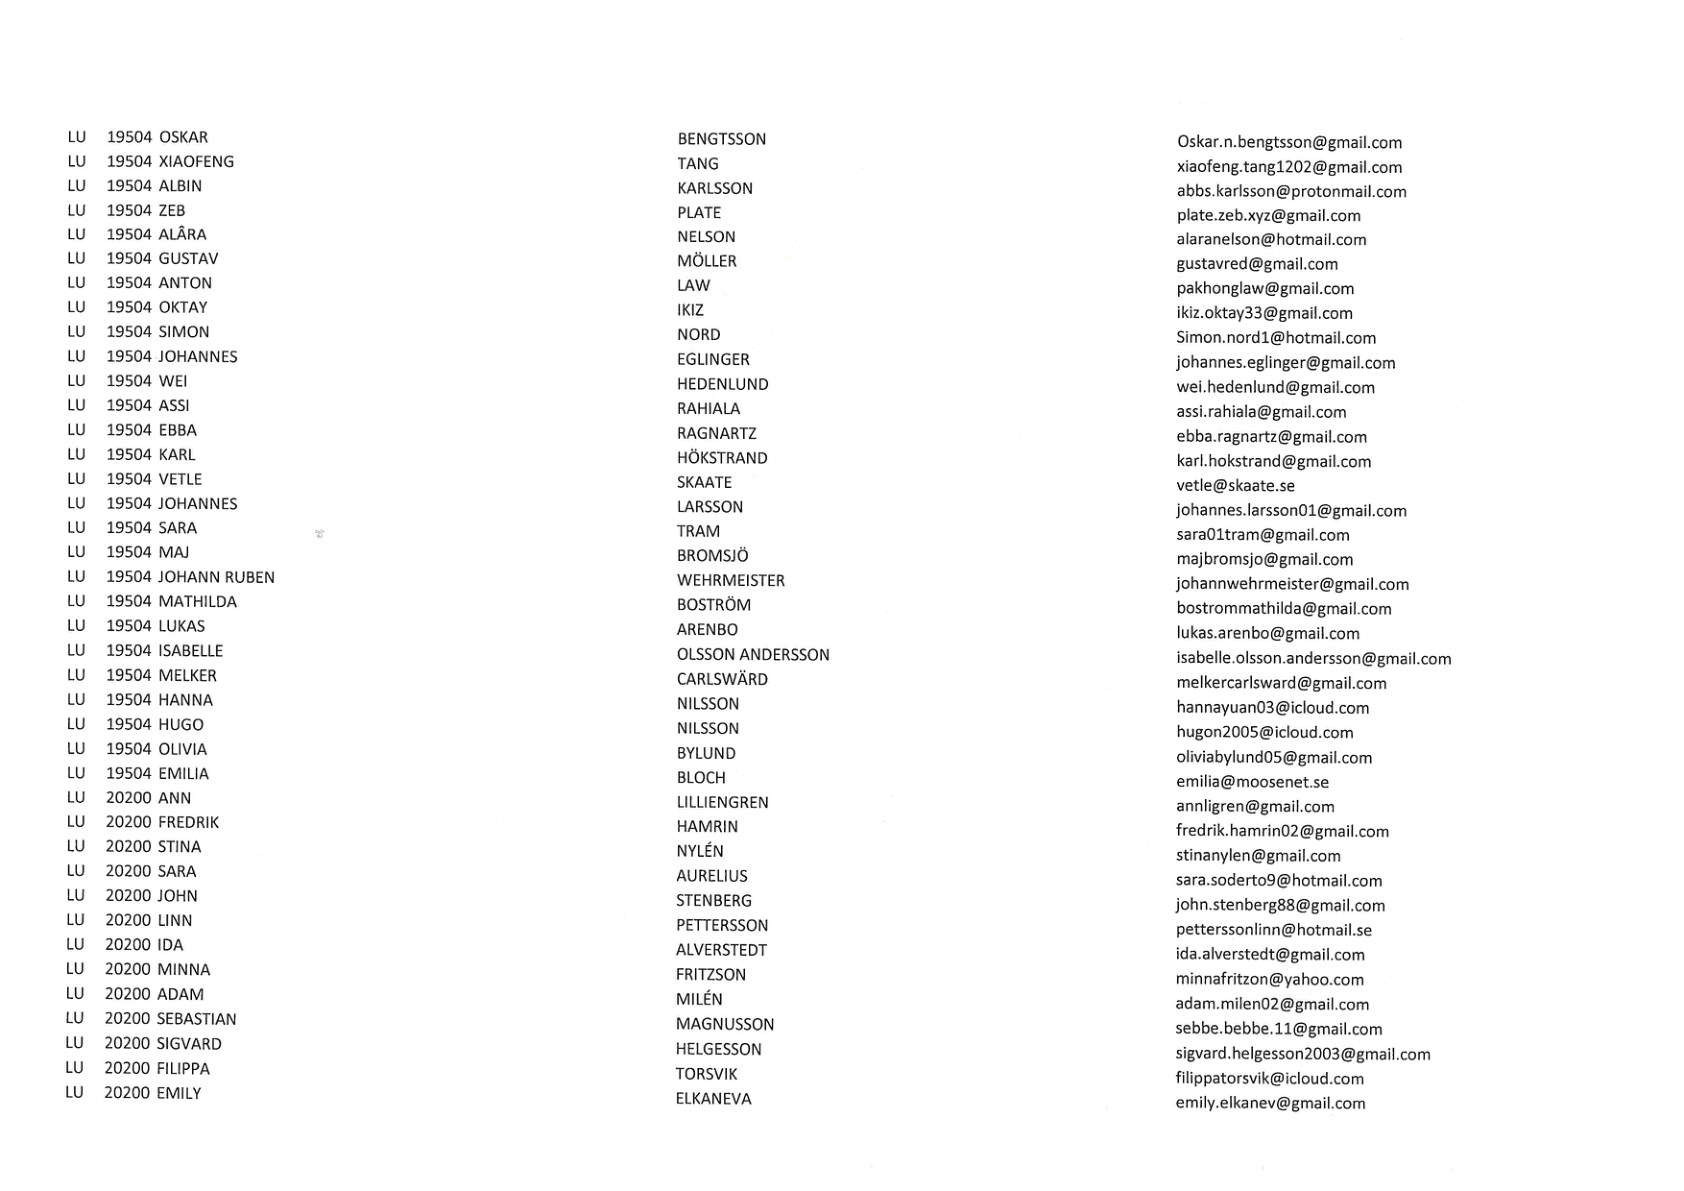 LU 19504 OSKAR BENGTSSON Oskar.n.bengtsson@gmail.com
LU 19504 XIAOFENG TANG xiaofeng.tang1202@gmail.com
LU 19504 ALBIN KARLSSON abbs.karlsson@protonmail.com
LU 19504 ZEB PLATE plate.zeb.xyz@gmail.com
LU 19504 ALÂRA NELSON alaranelson@hotmail.com
LU 19504 GUSTAV MÖLLER gustavred@gmail.com
LU 19504 ANTON LAW pakhonglaw@gmail.com
LU 19504 OKTAY IKIZ ikiz.oktay33@gmail.com
LU 19504 SIMON NORD Simon.nord1@hotmail.com
LU 19504 JOHANNES EGLINGER johannes.eglinger@gmail.com
LU 19504 WEI HEDENLUND wei.hedenlund@gmail.com
LU 19504 ASSI RAHIALA assi.rahiala@gmail.com
LU 19504 EBBA RAGNARTZ ebba.ragnartz@gmail.com
LU 19504 KARL HÖKSTRAND karl.hokstrand@gmail.com
LU 19504 VETLE SKAATE vetle@skaate.se
LU 19504 JOHANNES LARSSON johannes.larsson01@gmail.com
LU 19504 SARA TRAM sara01tram@gmail.com
LU 19504 MAJ BROMSJÖ majbromsjo@gmail.com
LU 19504 JOHANN RUBEN WEHRMEISTER johannwehrmeister@gmail.com
LU 19504 MATHILDA BOSTRÖM bostrommathilda@gmail.com
LU 19504 LUKAS ARENBO lukas.arenbo@gmail.com
LU 19504 ISABELLE OLSSON ANDERSSON isabelle.olsson.andersson@gmail.com
LU 19504 MELKER CARLSWÄRD melkercarlsward@gmail.com
LU 19504 HANNA NILSSON hannayuan03@icloud.com
LU 19504 HUGO NILSSON hugon2005@icloud.com
LU 19504 OLIVIA BYLUND oliviabylund05@gmail.com
LU 19504 EMILIA BLOCH emilia@moosenet.se
LU 20200 ANN LILLIENGREN annligren@gmail.com
LU 20200 FREDRIK HAMRIN fredrik.hamrin02@gmail.com
LU 20200 STINA NYLÉN stinanylen@gmail.com
LU 20200 SARA AURELIUS sara.soderto9@hotmail.com
LU 20200 JOHN STENBERG john.stenberg88@gmail.com
LU 20200 LINN PETTERSSON petterssonlinn@hotmail.se
LU 20200 IDA ALVERSTEDT ida.alverstedt@gmail.com
LU 20200 MINNA FRITZSON minnafritzon@yahoo.com
LU 20200 ADAM MILÉN adam.milen02@gmail.com
LU 20200 SEBASTIAN MAGNUSSON sebbe.bebbe.11@gmail.com
LU 20200 SIGVARD HELGESSON sigvard.helgesson2003@gmail.com
LU 20200 FILIPPA TORSVIK filippatorsvik@icloud.com
LU 20200 EMILY ELKANEVA emily.elkanev@gmail.com